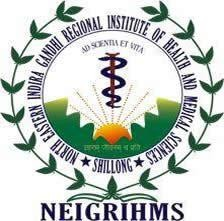 NORTH EASTERN INDIRA GANDHI REGIONAL INSTITUTE OF HEALTH AND MEDICAL SCIENCES
AD SCIENTIA ET VITA
* SHILLONG *
NEIGRIHMS